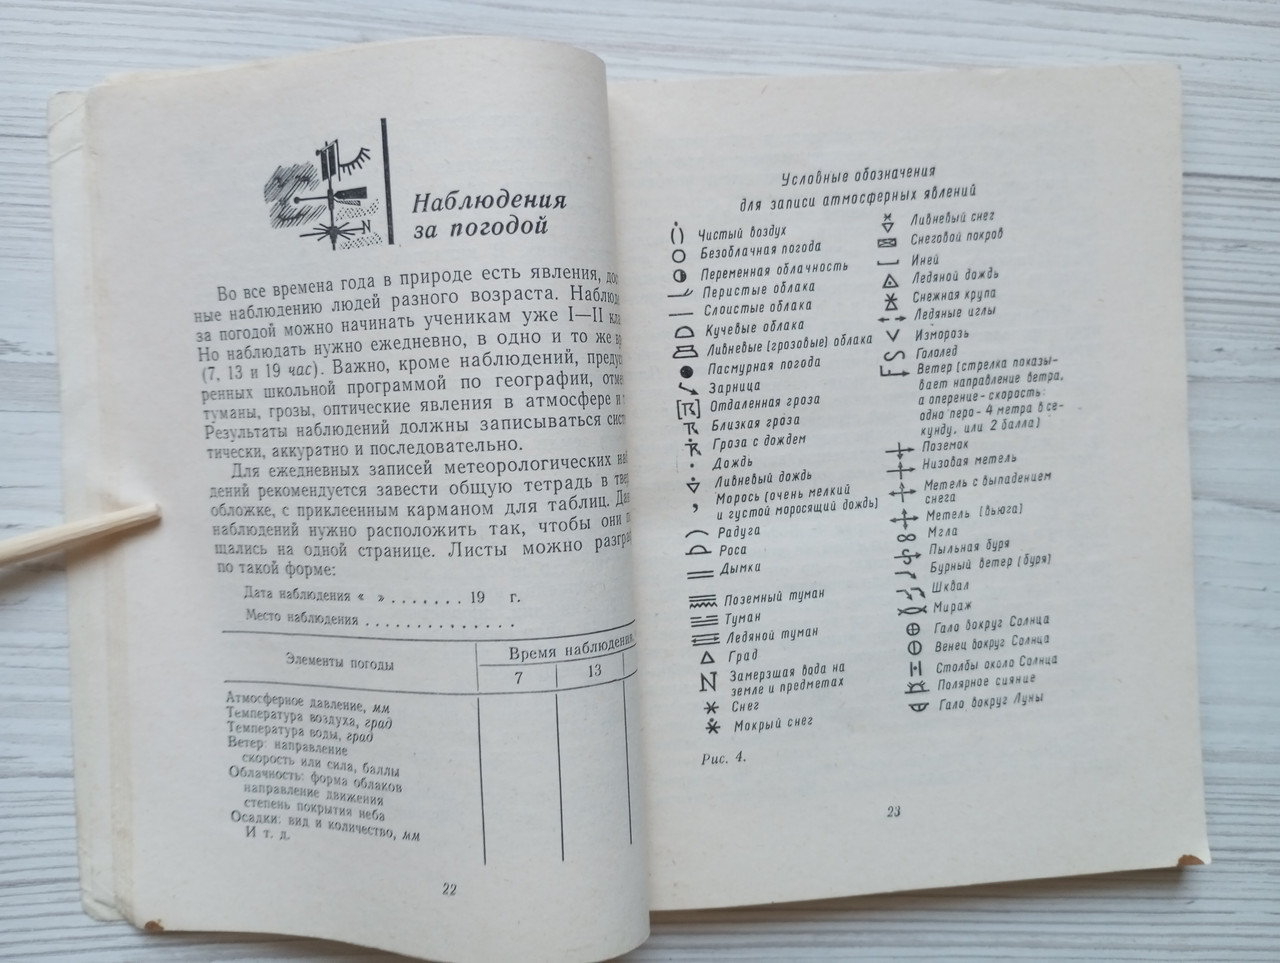 N
Наблюдения
за погодой
Во все времена года в природе есть явления,
ные наблюдению людей разного возраста.
за погодой можно начинать ученикам уже I—II
Но наблюдать нужно ежедневно, в одно и то же
(7, 13 и 19 час). Важно, кроме наблюдений,
ренных школьной программой по географии,
туманы, грозы, оптические явления в атмосфере и
Результаты наблюдений должны записываться
тически, аккуратно и последовательно.
Для ежедневных записей метеорологических
дений рекомендуется завести общую тетрадь в
обложке, с приклеенным карманом для таблиц.
наблюдений нужно расположить так, чтобы они
щались на одной странице. Листы можно
по такой форме:
Дата наблюдения « » . . . . . . . 19 г.
Место наблюдения . . . . . . . . . . . . . .
Элементы погоды
Время наблюдения,
7 13
Атмосферное давление, мм
Температура воздуха, град
Температура воды, град
Ветер: направление
скорость или сила, баллы
Облачность: форма облаков
направление движения
степень покрытия неба
Осадки: вид и количество, мм
И т. д.
22
Условные обозначения
для записи атмосферных явлений
Чистый воздух
Безоблачная погода
Переменная облачность
Перистые облака
Слоистые облака
Кучевые облака
Ливневые (грозовые) облака
Пасмурная погода
Зарница
Отдаленная гроза
Близкая гроза
Гроза с дождем
Дождь
Ливневый дождь
Морось (очень мелкий
и густой моросящий дождь)
Радуга
Роса
Дымка
Поземный туман
Туман
Ледяной туман
Град
Замерзшая вода на
земле и предметах
Снег
Мокрый снег
Ливневый снег
Снеговой покров
Иней
Ледяной дождь
Снежная крупа
Ледяные иглы
Изморозь
Гололед
Ветер (стрелка показы-
вает направление ветра,
а оперение - скорость:
одно перо - 4 метра в се-
кунду, или 2 балла)
Поземок
Низовая метель
Метель с выпадением
снега
Метель (вьюга)
Мгла
Пыльная буря
Бурный ветер (буря)
Шквал
Мираж
Гало вокруг Солнца
Венец вокруг Солнца
Столбы около Солнца
Полярное сияние
Гало вокруг Луны
Рис. 4.
23